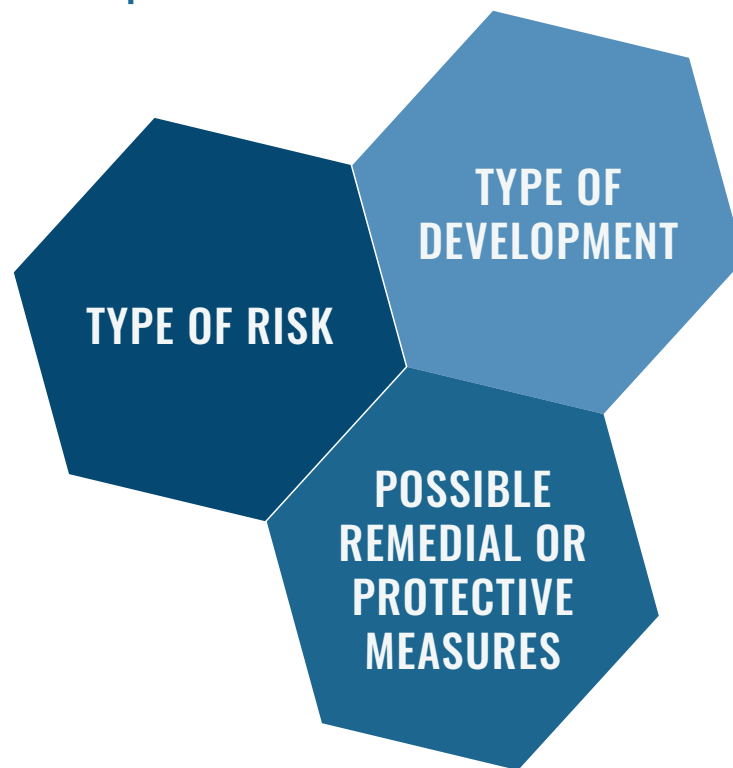 TYPE OF RISK
TYPE OF
DEVELOPMENT
POSSIBLE
REMEDIAL OR
PROTECTIVE
MEASURES